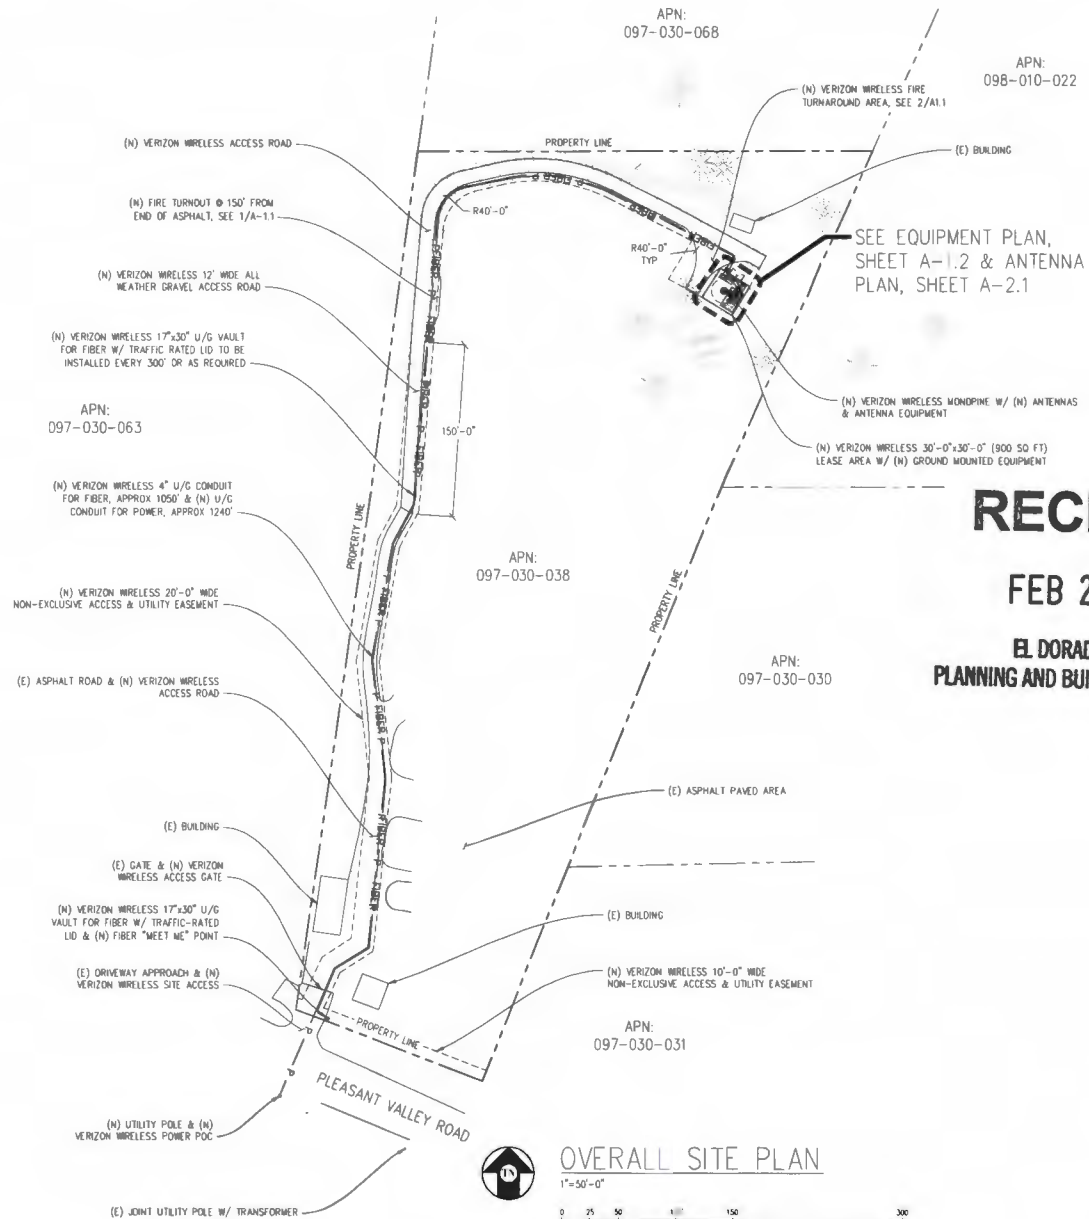 APN:
097-030-068
APN:
098-010-022
(N) VERIZON WIRELESS FIRE
TURNAROUND AREA, SEE 2/A1.1
(N) VERIZON WIRELESS ACCESS ROAD
PROPERTY LINE
(E) BUILDING
(N) FIRE TURNOUT @ 150' FROM
END OF ASPHALT, SEE 1/A-1.1
R40'-0"
R40'-0"
TYP
SEE EQUIPMENT PLAN,
SHEET A-1.2 & ANTENNA
PLAN, SHEET A-2.1
(N) VERIZON WIRELESS 12' WIDE ALL
WEATHER GRAVEL ACCESS ROAD
(N) VERIZON WIRELESS 17"x30" U/G VAULT
FOR FIBER W/ TRAFFIC RATED LID TO BE
INSTALLED EVERY 300' OR AS REQUIRED
APN:
097-030-063
150'-0"
(N) VERIZON WIRELESS MONOPINE W/ (N) ANTENNAS
& ANTENNA EQUIPMENT
(N) VERIZON WIRELESS 30'-0"x30'-0" (900 SQ FT)
LEASE AREA W/ (N) GROUND MOUNTED EQUIPMENT
(N) VERIZON WIRELESS 4" U/G CONDUIT
FOR FIBER, APPROX 1050' & (N) U/G
CONDUIT FOR POWER, APPROX 1240'
PROPERTY LINE
APN:
097-030-038
PROPERTY LINE
(N) VERIZON WIRELESS 20'-0" WIDE
NON-EXCLUSIVE ACCESS & UTILITY EASEMENT
FEB 2
EL DORAD
PLANNING AND BUI
APN:
097-030-030
(E) ASPHALT ROAD & (N) VERIZON WIRELESS
ACCESS ROAD
(E) ASPHALT PAVED AREA
(E) BUILDING
(E) GATE & (N) VERIZON
WIRELESS ACCESS GATE
(N) VERIZON WIRELESS 17"x30" U/G
VAULT FOR FIBER W/ TRAFFIC-RATED
LID & (N) FIBER "MEET ME" POINT
(E) BUILDING
(E) DRIVEWAY APPROACH & (N)
VERIZON WIRELESS SITE ACCESS
(N) VERIZON WIRELESS 10'-0" WIDE
NON-EXCLUSIVE ACCESS & UTILITY EASEMENT
PROPERTY LINE
APN:
097-030-031
PLEASANT VALLEY ROAD
(N) UTILITY POLE & (N)
VERIZON WIRELESS POWER POC
(E) JOINT UTILITY POLE W/ TRANSFORMER
TN
OVERALL SITE PLAN
1"=50'-0"
0 25 50 150 300